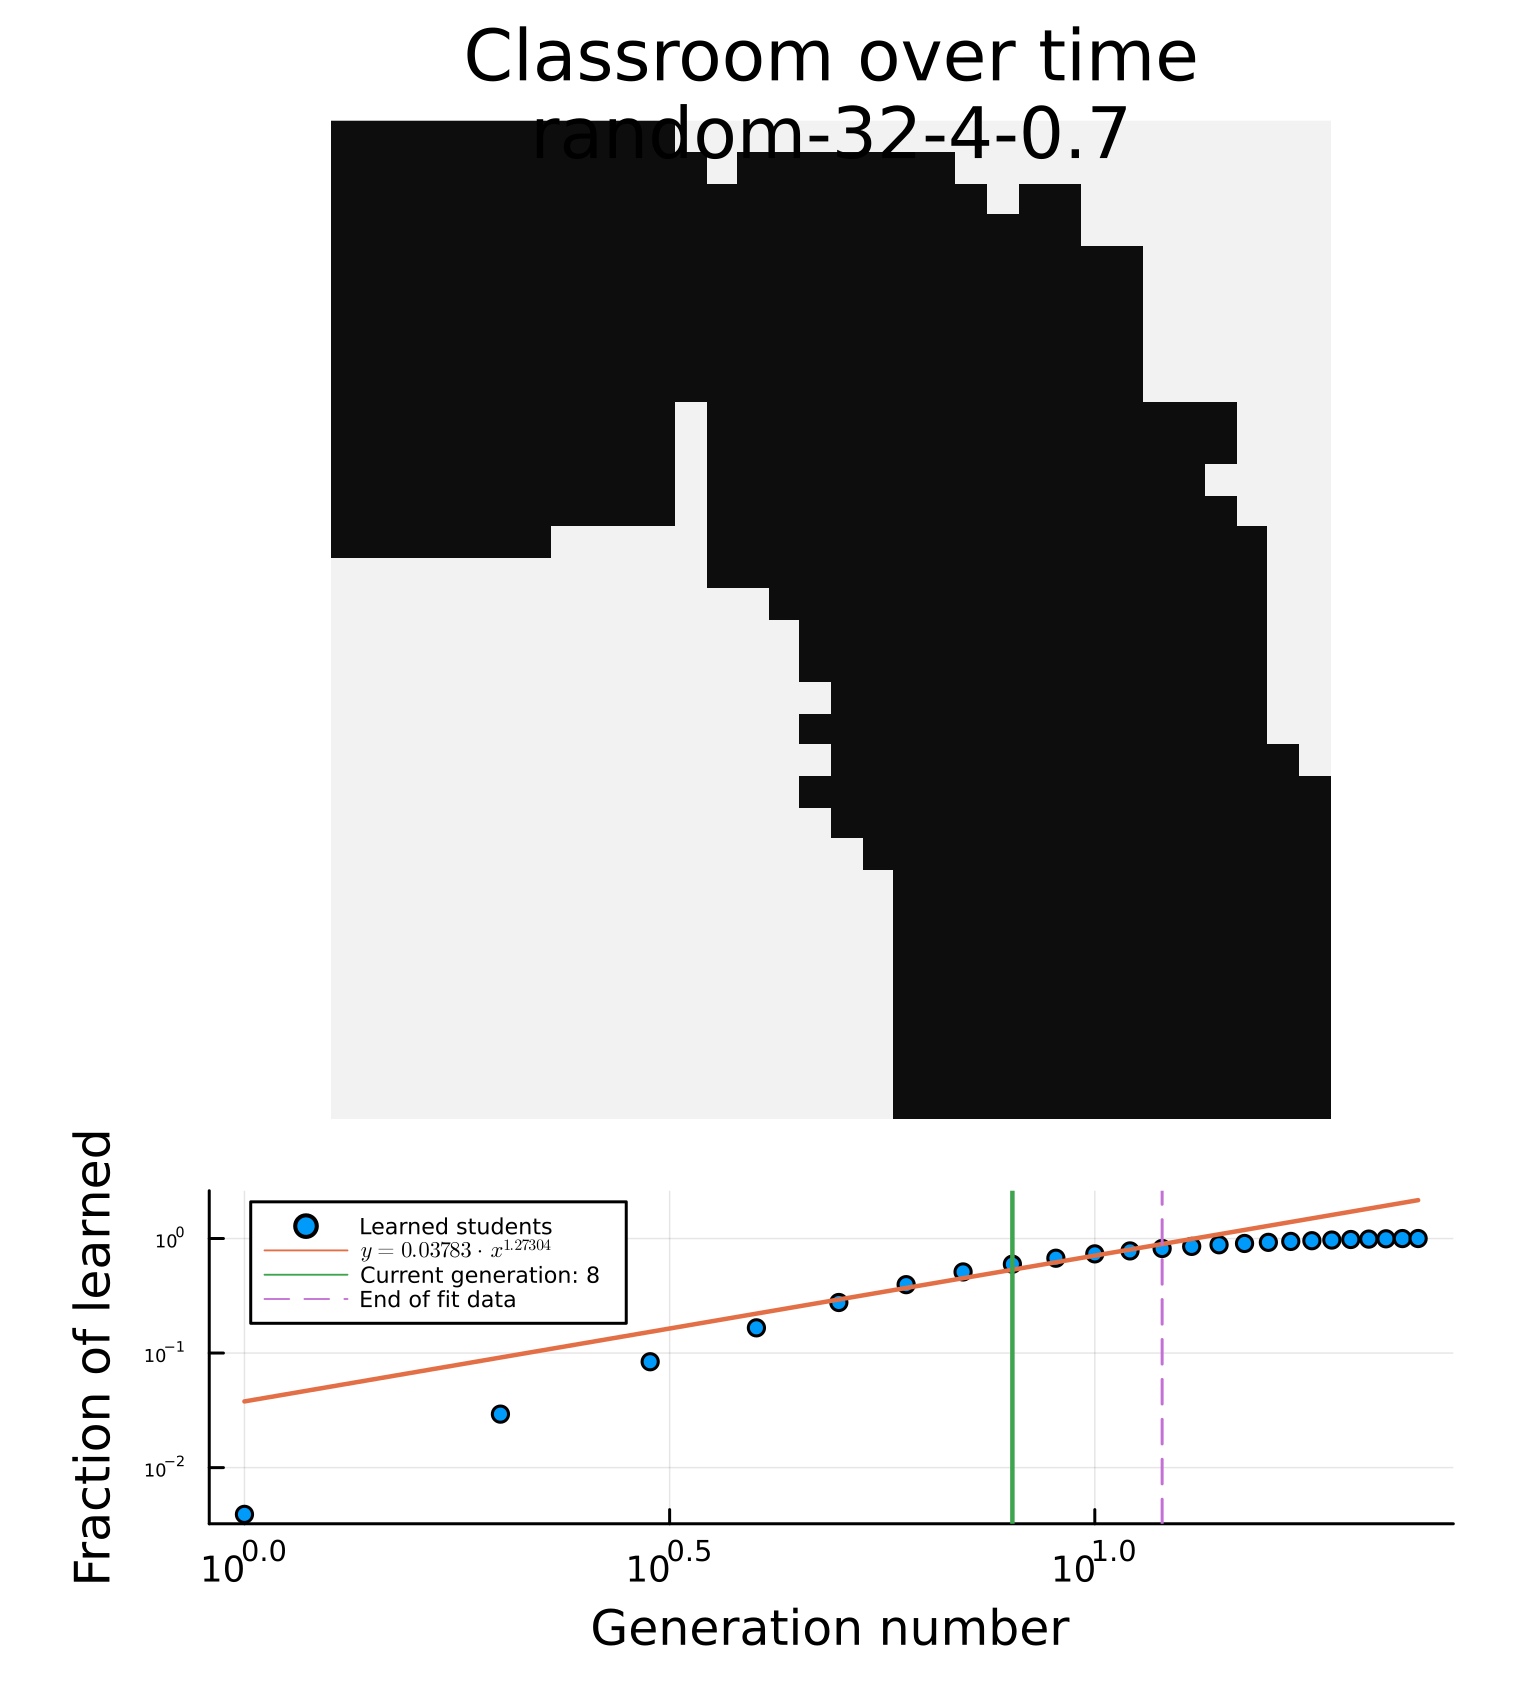 Classroom over time
random-32-4-0.7
Fraction of learned
10⁰
10⁻¹
10⁻²
Learned students
y = 0.03783 · x^1.27304
Current generation: 8
End of fit data
10^0.0
10^0.5
10^1.0
Generation number